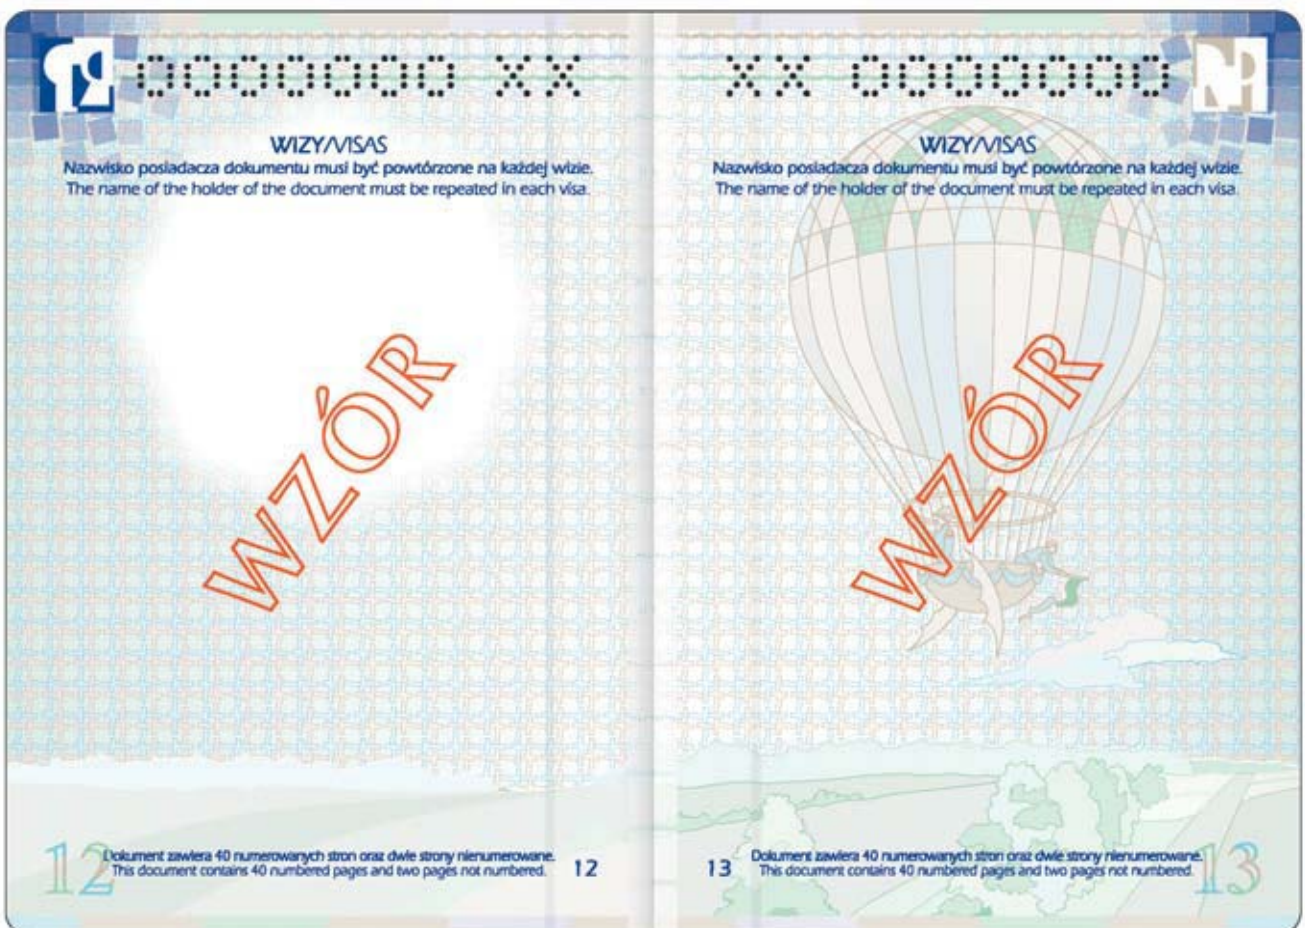 0000000 XX
WIZY/VISAS
Nazwisko posiadacza dokumentu musi być powtórzone na każdej wizie.
The name of the holder of the document must be repeated in each visa.
WZÓR
12
Dokument zawiera 40 numerowanych stron oraz dwie strony nienumerowane.
This document contains 40 numbered pages and two pages not numbered.
12
XX 0000000
WIZY/VISAS
Nazwisko posiadacza dokumentu musi być powtórzone na każdej wizie.
The name of the holder of the document must be repeated in each visa.
WZÓR
13
Dokument zawiera 40 numerowanych stron oraz dwie strony nienumerowane.
This document contains 40 numbered pages and two pages not numbered.
13